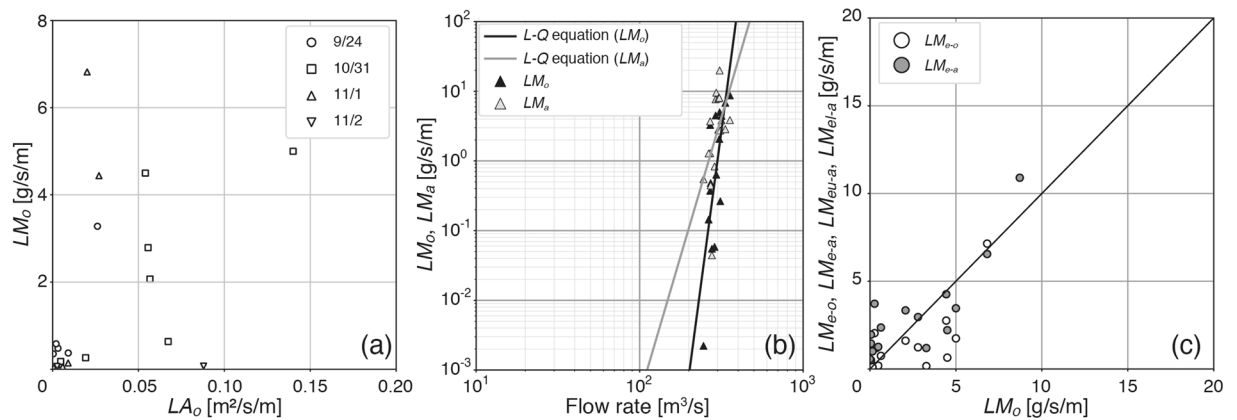 8
6
4
2
0
0.05
0.10
0.15
0.20
LMₒ [g/s/m]
LAₒ [m²/s/m]
9/24
10/31
11/1
11/2
(a)
10²
10¹
10⁰
10⁻¹
10⁻²
10⁻³
10¹
10²
10³
LMₒ, LMₐ [g/s/m]
Flow rate [m³/s]
L-Q equation (LMₒ)
L-Q equation (LMₐ)
LMₒ
LMₐ
(b)
20
15
10
5
0
5
10
15
20
LMₑ₋ₒ, LMₑ₋ₐ, LMₑᵤ₋ₐ, LMₑₗ₋ₐ [g/s/m]
LMₒ [g/s/m]
LMₑ₋ₒ
LMₑ₋ₐ
(c)